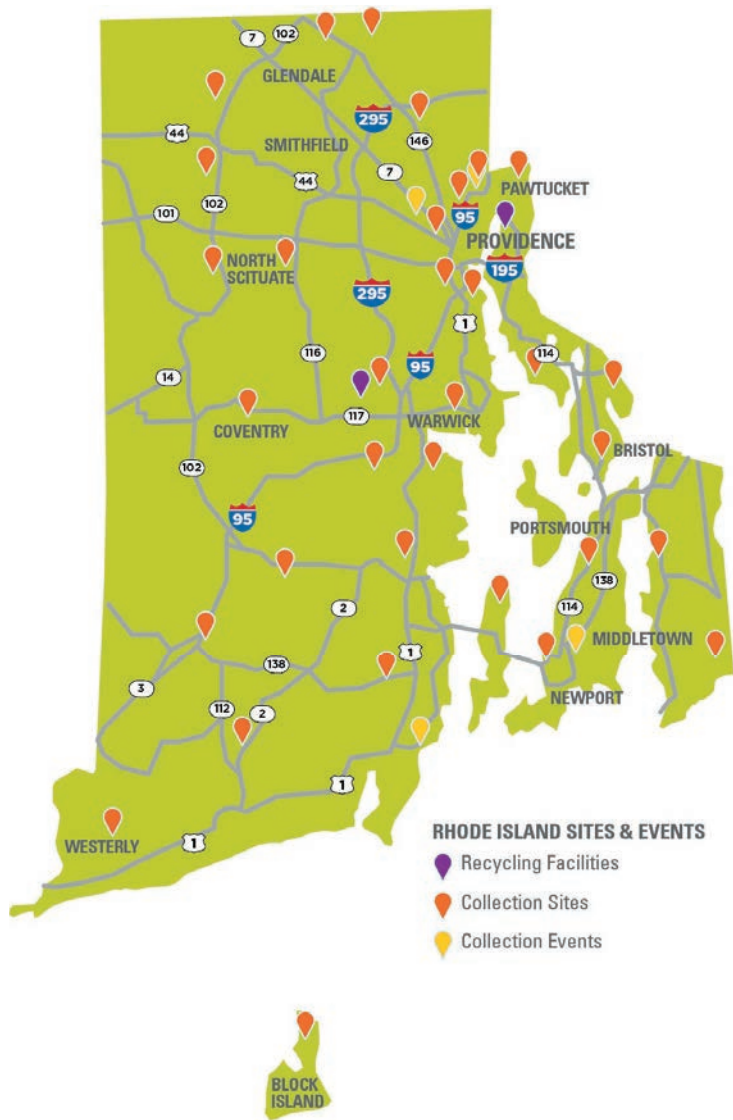 7
102
GLENDALE
295
44
SMITHFIELD
146
7
44
PAWTUCKET
102
101
95
PROVIDENCE
NORTH
SCITUATE
195
295
1
116
114
95
14
117
WARWICK
COVENTRY
BRISTOL
102
95
PORTSMOUTH
138
2
114
1
MIDDLETOWN
138
3
NEWPORT
112
2
1
RHODE ISLAND SITES & EVENTS
WESTERLY
1
Recycling Facilities
Collection Sites
Collection Events
BLOCK
ISLAND